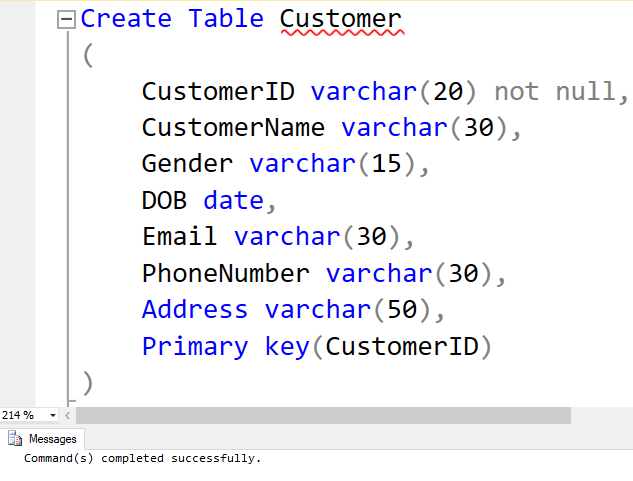 Create Table Customer
(
CustomerID varchar(20) not null,
CustomerName varchar(30),
Gender varchar(15),
DOB date,
Email varchar(30),
PhoneNumber varchar(30),
Address varchar(50),
Primary key(CustomerID)
)
214 %
Messages
Command(s) completed successfully.